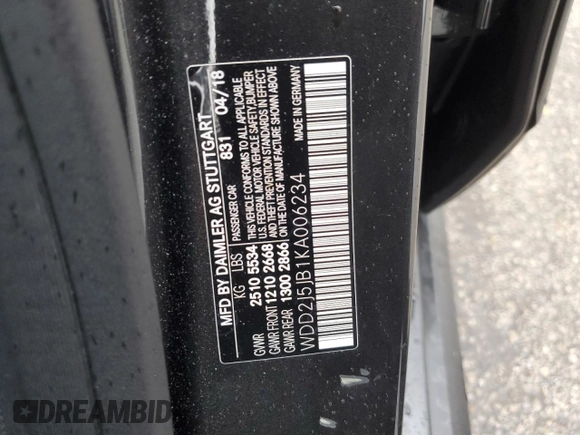 MFD BY DAIMLER AG STUTTGART
831 04/18
KG LBS PASSENGER CAR
GVWR 2510 5534
GAWR FRONT 1210 2668
GAWR REAR 1300 2866
THIS VEHICLE CONFORMS TO ALL APPLICABLE
U.S. FEDERAL MOTOR VEHICLE SAFETY,BUMPER
AND THEFT PREVENTION STANDARDS IN EFFECT
ON THE DATE OF MANUFACTURE SHOWN ABOVE
MADE IN GERMANY
WDD2J5JB1KA006234
DREAMBID